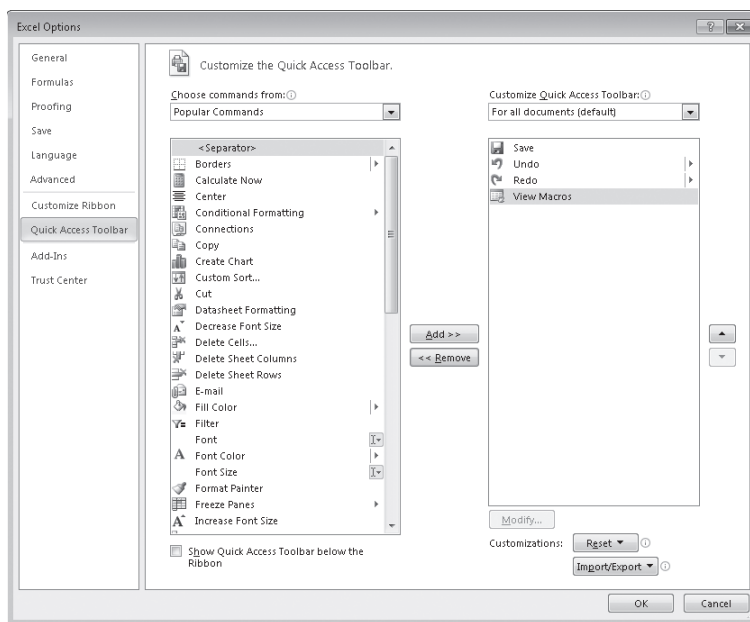 Excel Options
General
Formulas
Proofing
Save
Language
Advanced
Customize Ribbon
Quick Access Toolbar
Add-Ins
Trust Center
Customize the Quick Access Toolbar.
Choose commands from:
Popular Commands
<Separator>
Borders
Calculate Now
Center
Conditional Formatting
Connections
Copy
Create Chart
Custom Sort...
Cut
Datasheet Formatting
Decrease Font Size
Delete Cells...
Delete Sheet Columns
Delete Sheet Rows
E-mail
Fill Color
Filter
Font
Font Color
Font Size
Format Painter
Freeze Panes
Increase Font Size
Show Quick Access Toolbar below the
Ribbon
Add >>
<< Remove
Customize Quick Access Toolbar:
For all documents (default)
Save
Undo
Redo
View Macros
Modify...
Customizations:
Reset
Import/Export
OK
Cancel